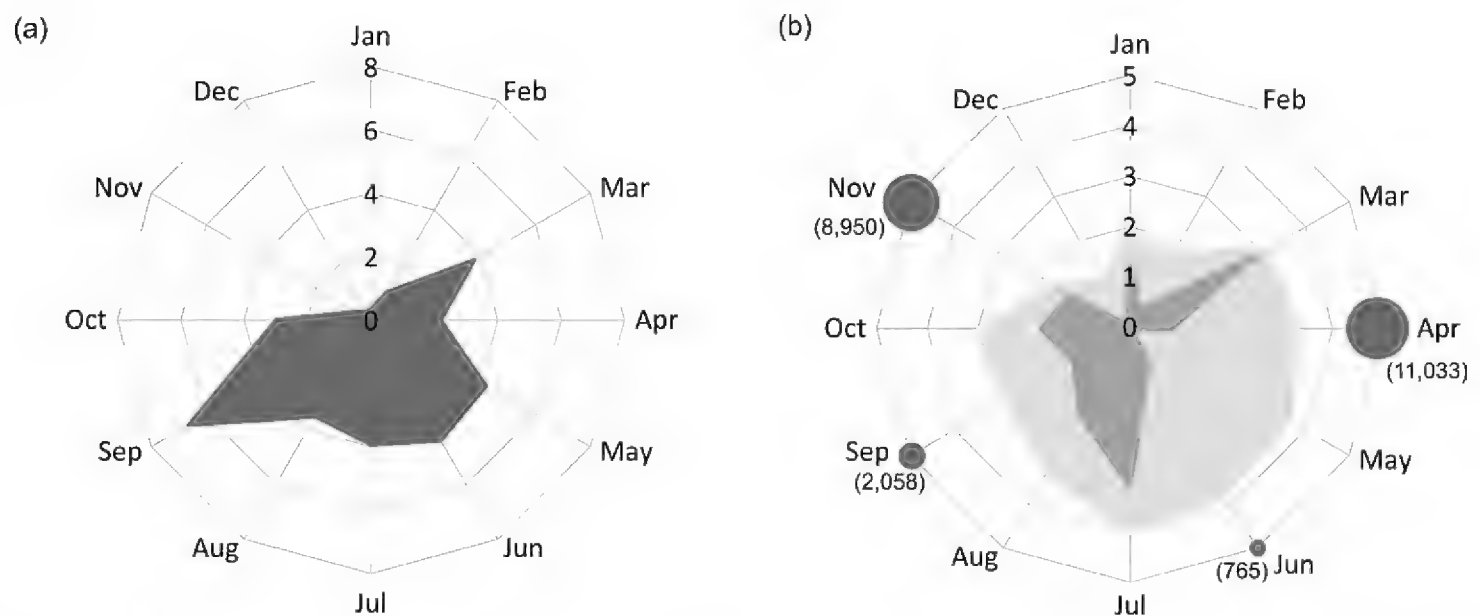 (a)
Jan
8
Dec
Feb
6
Nov
4
Mar
2
Oct
0
Apr
Sep
May
Aug
Jun
Jul
(b)
Jan
5
Dec
Feb
4
Nov
3
Mar
(8,950)
2
1
Oct
0
Apr
(11,033)
Sep
May
(2,058)
Aug
(765)
Jun
Jul